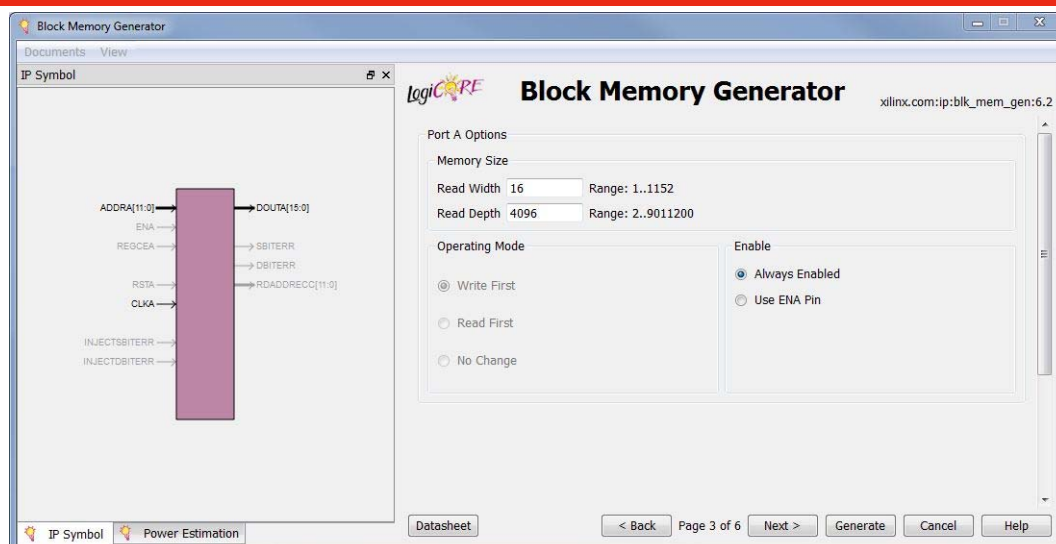 Block Memory Generator
Documents View
IP Symbol
ADDRA[11:0]
DOUTA[15:0]
ENA
REGCEA
SBITERR
DBITERR
RSTA
RDADDRECC[11:0]
CLKA
INJECTSBITERR
INJECTDBITERR
IP Symbol
Power Estimation
LogiCORE
Block Memory Generator
xilinx.com:ip:blk_mem_gen:6.2
Port A Options
Memory Size
Read Width 16 Range: 1..1152
Read Depth 4096 Range: 2..9011200
Operating Mode
Write First
Read First
No Change
Enable
Always Enabled
Use ENA Pin
Datasheet
< Back Page 3 of 6 Next > Generate Cancel Help